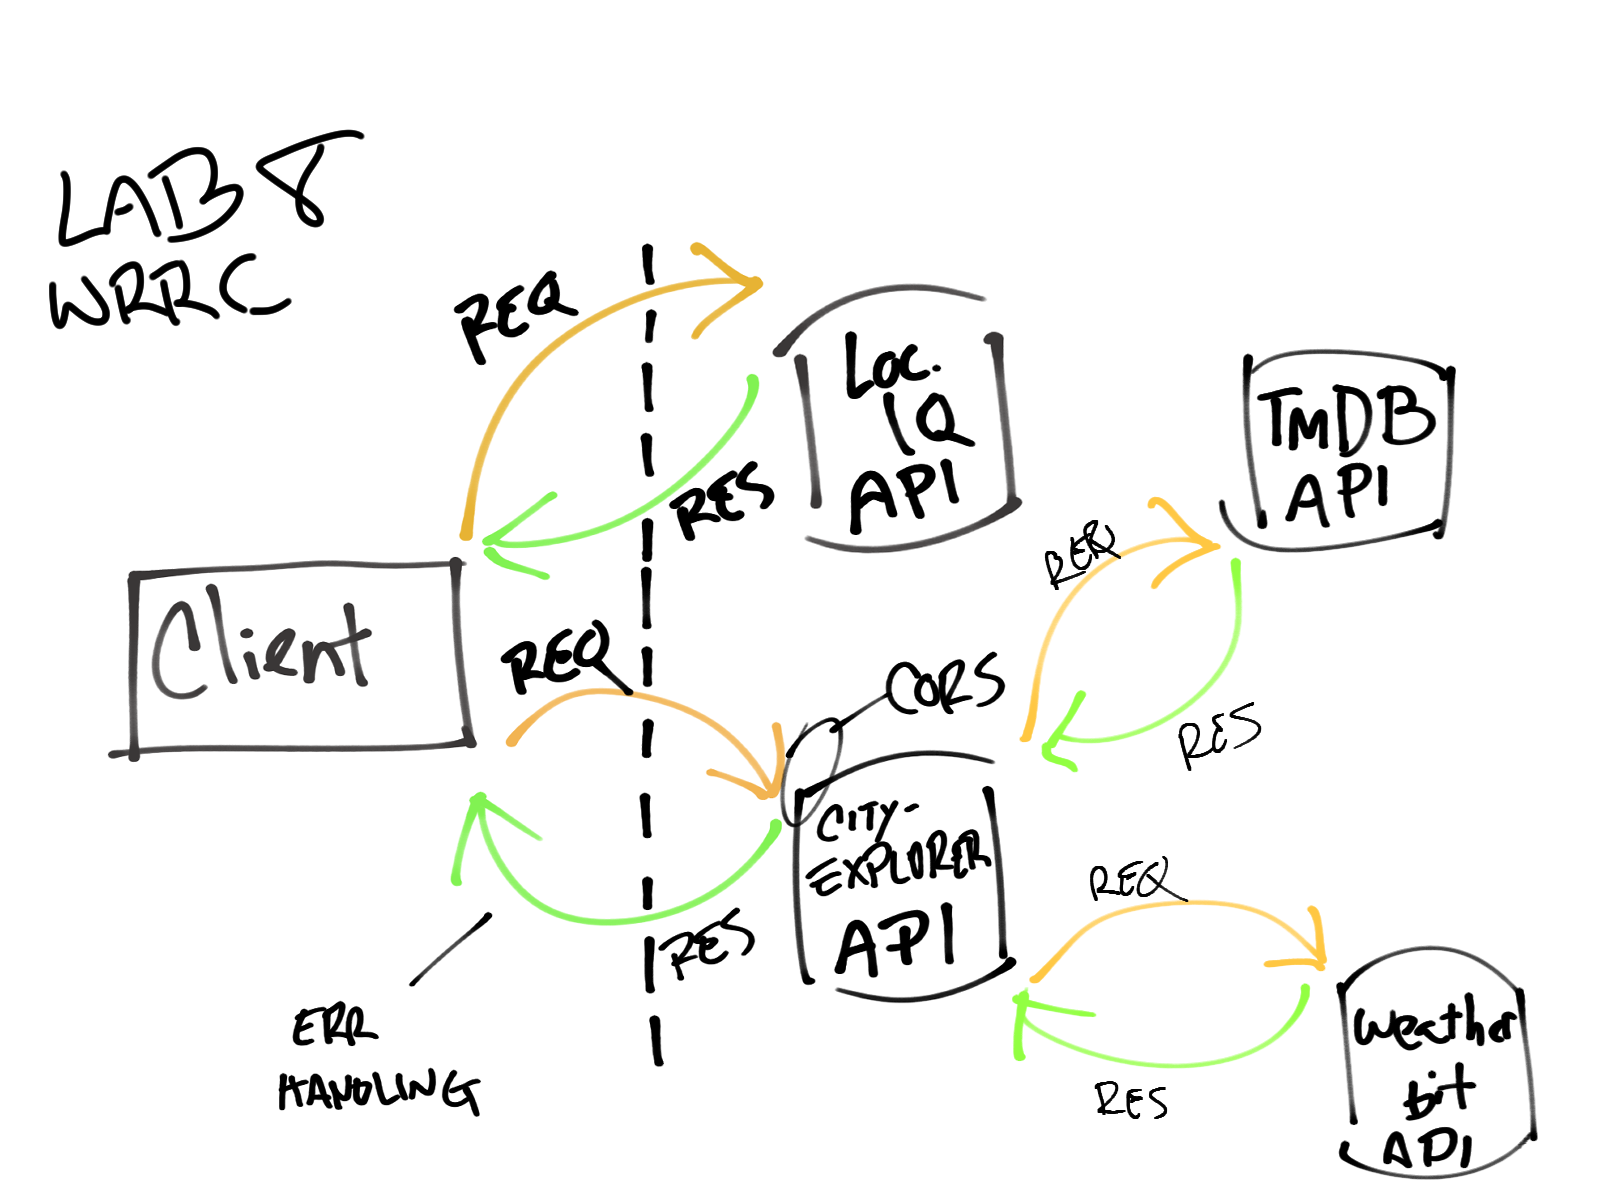 LAB 8
WRRC
REQ
Loc.
IQ
API
RES
TMDB
API
REQ
RES
Client
REQ
CORS
CITY-
EXPLORER
API
RES
ERR
HANDLING
REQ
RES
weather
bit
API